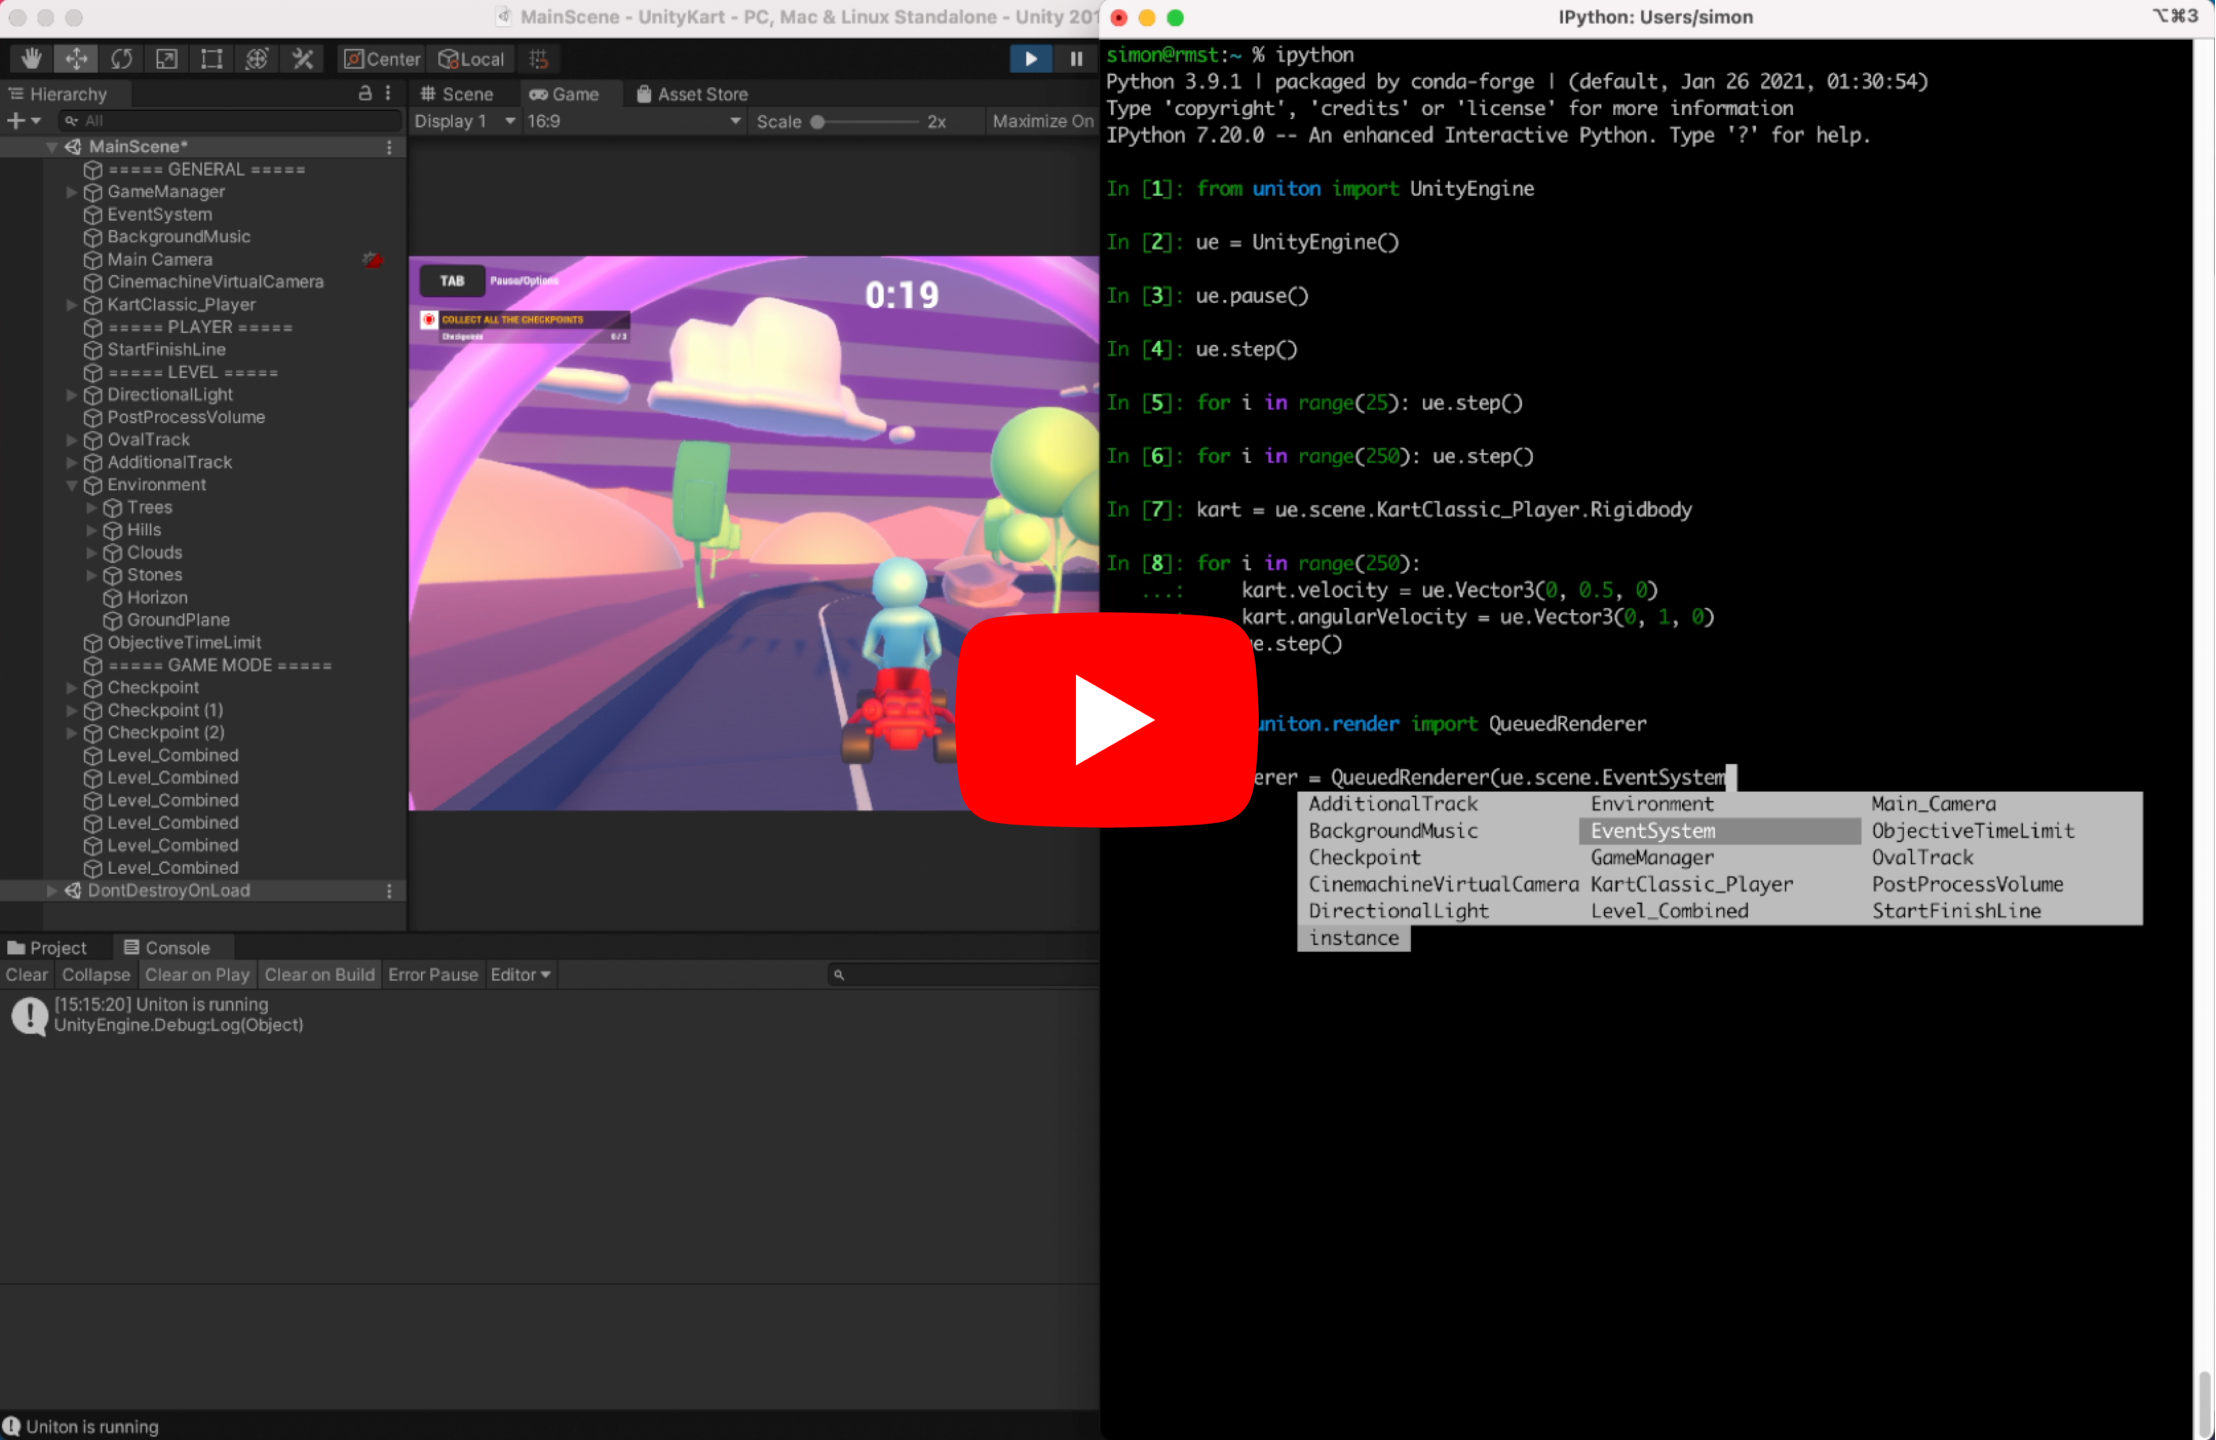 MainScene - UnityKart - PC, Mac & Linux Standalone - Unity 201
Center Local
Hierarchy
All
MainScene*
===== GENERAL =====
GameManager
EventSystem
BackgroundMusic
Main Camera
CinemachineVirtualCamera
KartClassic_Player
===== PLAYER =====
StartFinishLine
===== LEVEL =====
DirectionalLight
PostProcessVolume
OvalTrack
AdditionalTrack
Environment
Trees
Hills
Clouds
Stones
Horizon
GroundPlane
ObjectiveTimeLimit
===== GAME MODE =====
Checkpoint
Checkpoint (1)
Checkpoint (2)
Level_Combined
Level_Combined
Level_Combined
Level_Combined
Level_Combined
Level_Combined
DontDestroyOnLoad
Scene Game Asset Store
Display 1 16:9 Scale 2x Maximize On
TAB Pause/Options
0:19
COLLECT ALL THE CHECKPOINTS
Checkpoints 0/3
Project Console
Clear Collapse Clear on Play Clear on Build Error Pause Editor
[15:15:20] Uniton is running
UnityEngine.Debug:Log(Object)
Uniton is running
IPython: Users/simon ⌥⌘3
simon@rmst:~ % ipython
Python 3.9.1 | packaged by conda-forge | (default, Jan 26 2021, 01:30:54)
Type 'copyright', 'credits' or 'license' for more information
IPython 7.20.0 -- An enhanced Interactive Python. Type '?' for help.
In [1]: from uniton import UnityEngine
In [2]: ue = UnityEngine()
In [3]: ue.pause()
In [4]: ue.step()
In [5]: for i in range(25): ue.step()
In [6]: for i in range(250): ue.step()
In [7]: kart = ue.scene.KartClassic_Player.Rigidbody
In [8]: for i in range(250):
...: kart.velocity = ue.Vector3(0, 0.5, 0)
kart.angularVelocity = ue.Vector3(0, 1, 0)
e.step()
uniton.render import QueuedRenderer
erer = QueuedRenderer(ue.scene.EventSystem
AdditionalTrack Environment Main_Camera
BackgroundMusic EventSystem ObjectiveTimeLimit
Checkpoint GameManager OvalTrack
CinemachineVirtualCamera KartClassic_Player PostProcessVolume
DirectionalLight Level_Combined StartFinishLine
instance